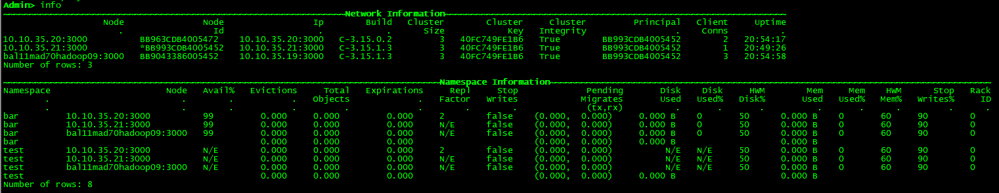 Admin> info
~~~~~~~~~~~~~~~~~~~~~~~~~~~~~~~~~~~~~~~~~~~~~~~~~~~~~~~~~~~~~~~~~Network Information~~~~~~~~~~~~~~~~~~~~~~~~~~~~~~~~~~~~~~~~~~~~~~~~~~~~~~~~~~~~~~~~~
Node Node Ip Build Cluster Cluster Cluster Principal Client Uptime
. Id . . Size Key Integrity . Conns .
10.10.35.20:3000 BB963CDB4005472 10.10.35.20:3000 C-3.15.0.2 3 40FC749FE1B6 True BB993CDB4005452 2 20:54:17
10.10.35.21:3000 *BB993CDB4005452 10.10.35.21:3000 C-3.15.1.3 3 40FC749FE1B6 True BB993CDB4005452 1 20:49:26
bal11mad70hadoop09:3000 BB9043386005452 10.10.35.19:3000 C-3.15.1.3 3 40FC749FE1B6 True BB993CDB4005452 3 20:54:58
Number of rows: 3
~~~~~~~~~~~~~~~~~~~~~~~~~~~~~~~~~~~~~~~~~~~~~~~~~~~~~~~~~~~~~~~~~~~~~~~~~~~~~~~~~~~Namespace Information~~~~~~~~~~~~~~~~~~~~~~~~~~~~~~~~~~~~~~~~~~~~~~~~~~~~~~~~~~~~~~~~~~~~~~~~~~~~~~~~~~~~
Namespace Node Avail% Evictions Total Expirations Repl Stop Pending Disk Disk HWM Mem Mem HWM Stop Rack
. . . . Objects . Factor Writes Migrates Used Used% Disk% Used Used% Mem% Writes% ID
. . . . . . . . (tx,rx) . . . . . . . .
bar 10.10.35.20:3000 99 0.000 0.000 0.000 2 false (0.000, 0.000) 0.000 B 0 50 0.000 B 0 60 90 0
bar 10.10.35.21:3000 99 0.000 0.000 0.000 N/E false (0.000, 0.000) 0.000 B 0 50 0.000 B 0 60 90 0
bar bal11mad70hadoop09:3000 99 0.000 0.000 0.000 N/E false (0.000, 0.000) 0.000 B 0 50 0.000 B 0 60 90 0
bar 0.000 0.000 0.000 (0.000, 0.000) 0.000 B 0.000 B
test 10.10.35.20:3000 N/E 0.000 0.000 0.000 2 false (0.000, 0.000) N/E N/E 50 0.000 B 0 60 90 0
test 10.10.35.21:3000 N/E 0.000 0.000 0.000 N/E false (0.000, 0.000) N/E N/E 50 0.000 B 0 60 90 0
test bal11mad70hadoop09:3000 N/E 0.000 0.000 0.000 N/E false (0.000, 0.000) N/E N/E 50 0.000 B 0 60 90 0
test 0.000 0.000 0.000 (0.000, 0.000) 0.000 B 0.000 B
Number of rows: 8